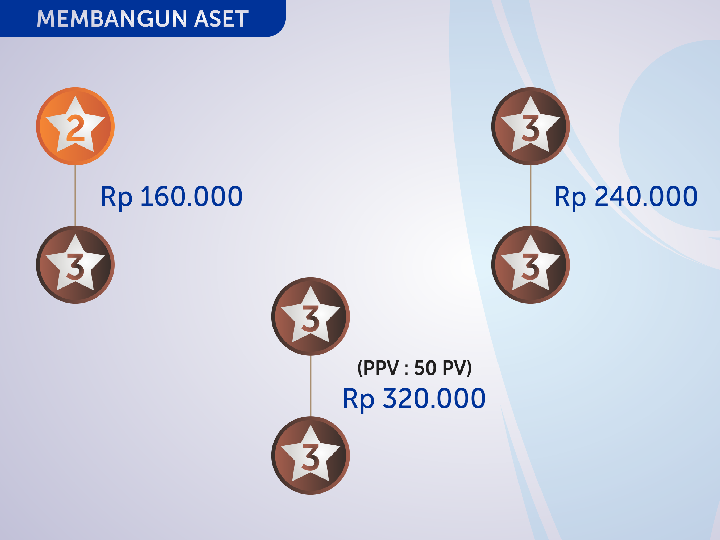 MEMBANGUN ASET
2
Rp 160.000
3
3
Rp 240.000
3
3
(PPV : 50 PV)
Rp 320.000
3